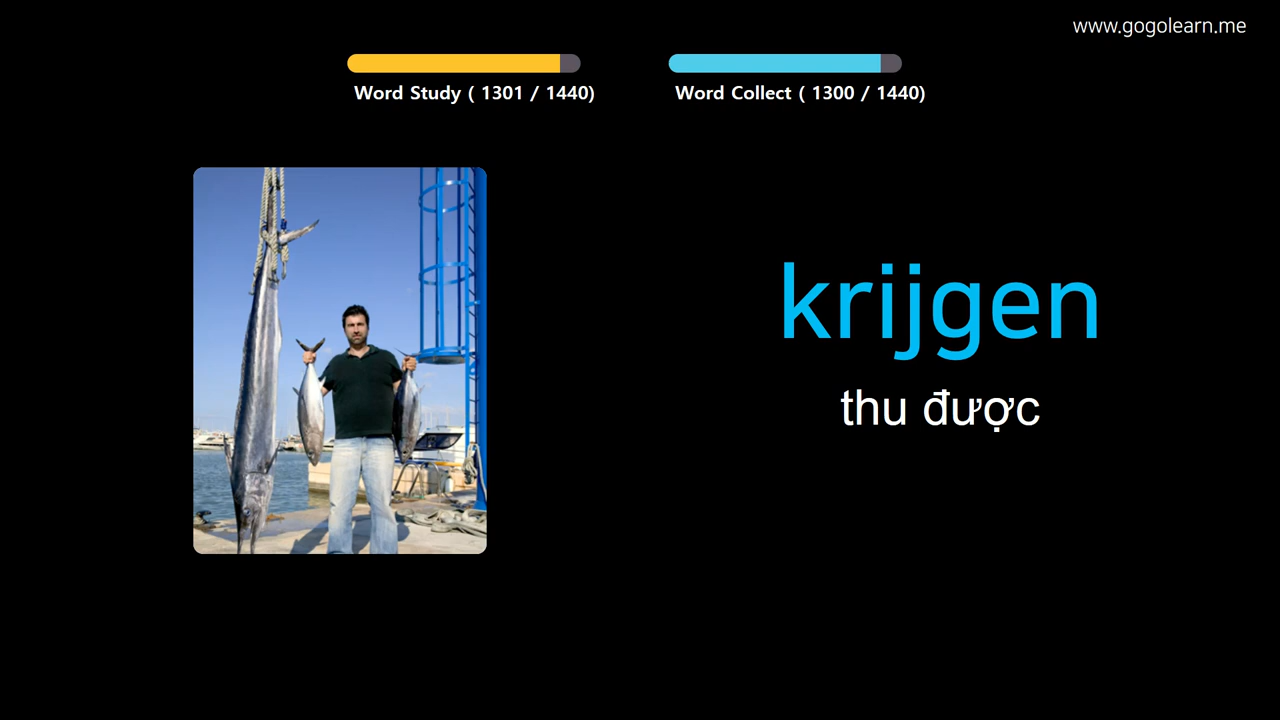 www.gogolearn.me
Word Study ( 1301 / 1440)
Word Collect ( 1300 / 1440)
krijgen
thu được